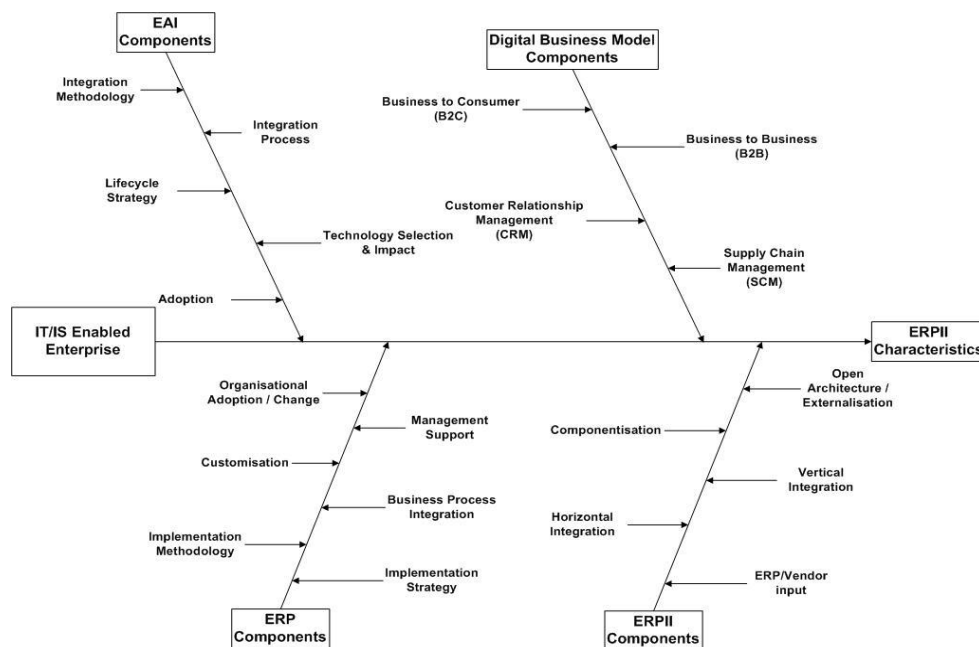 EAI
Components
Digital Business Model
Components
Integration
Methodology
Business to Consumer
(B2C)
Integration
Process
Business to Business
(B2B)
Lifecycle
Strategy
Customer Relationship
Management
(CRM)
Technology Selection
& Impact
Supply Chain
Management
(SCM)
Adoption
IT/IS Enabled
Enterprise
ERPII
Characteristics
Organisational
Adoption / Change
Open
Architecture /
Externalisation
Management
Support
Componentisation
Customisation
Vertical
Integration
Business Process
Integration
Horizontal
Integration
Implementation
Methodology
Implementation
Strategy
ERP/Vendor
input
ERP
Components
ERPII
Components